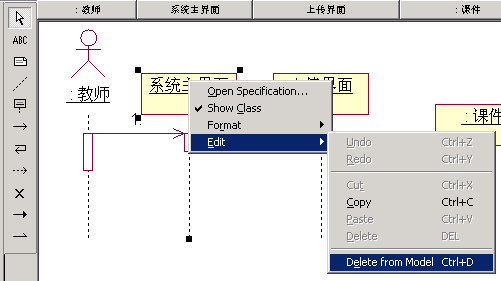 : 教师
系统主界面
上传界面
: 课件
ABC
: 教师
系统主界面
界面
: 课件
Open Specification...
Show Class
Format
Edit
Undo Ctrl+Z
Redo Ctrl+Y
Cut Ctrl+X
Copy Ctrl+C
Paste Ctrl+V
Delete DEL
Delete from Model Ctrl+D